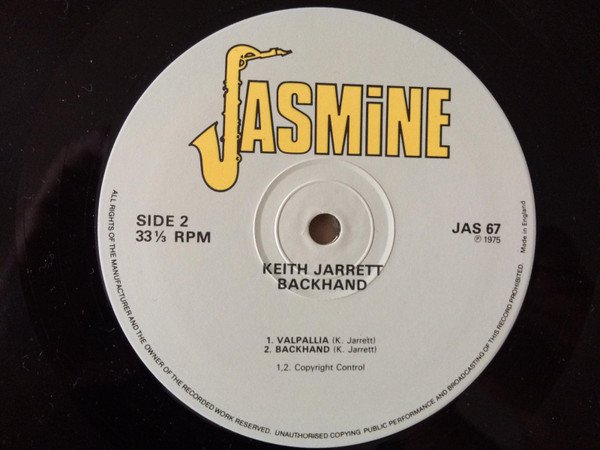 JASMiNE
SIDE 2
33⅓ RPM
JAS 67
℗ 1975
Made in England
KEITH JARRETT
BACKHAND
1. VALPALLIA (K. Jarrett)
2. BACKHAND (K. Jarrett)
1,2. Copyright Control
ALL RIGHTS OF THE MANUFACTURER AND THE OWNER OF THE RECORDED WORK RESERVED. UNAUTHORISED COPYING PUBLIC PERFORMANCE AND BROADCASTING OF THIS RECORD PROHIBITED.